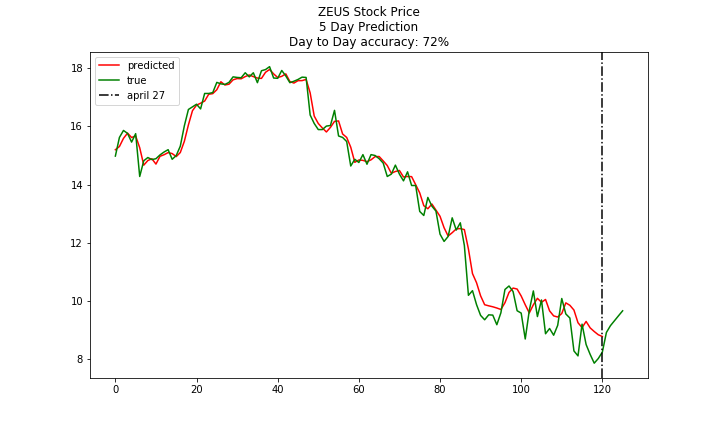 ZEUS Stock Price
5 Day Prediction
Day to Day accuracy: 72%
predicted
true
april 27
18
16
14
12
10
8
0
20
40
60
80
100
120